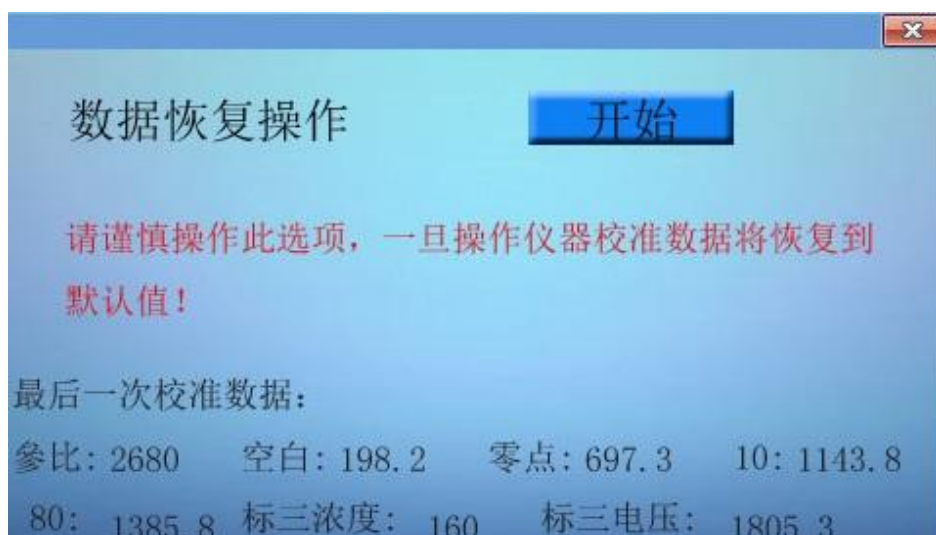 数据恢复操作 开始
请谨慎操作此选项，一旦操作仪器校准数据将恢复到
默认值！
最后一次校准数据：
参比：2680 空白：198.2 零点：697.3 10：1143.8
80： 1385.8 标三浓度： 160 标三电压： 1805.3